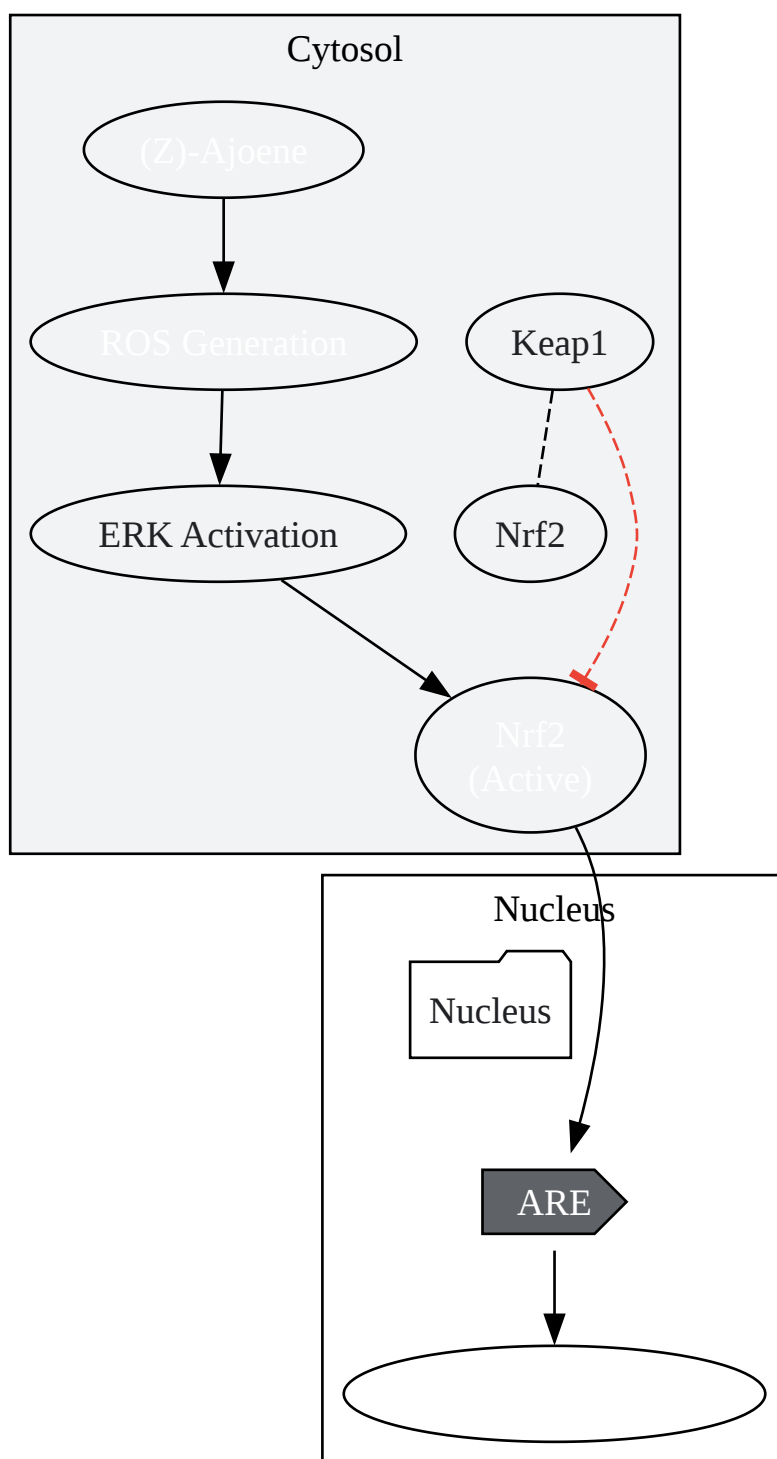 Cytosol
(Z)-Ajoene
ROS Generation
Keap1
ERK Activation
Nrf2
Nrf2
(Active)
Nucleus
Nucleus
ARE